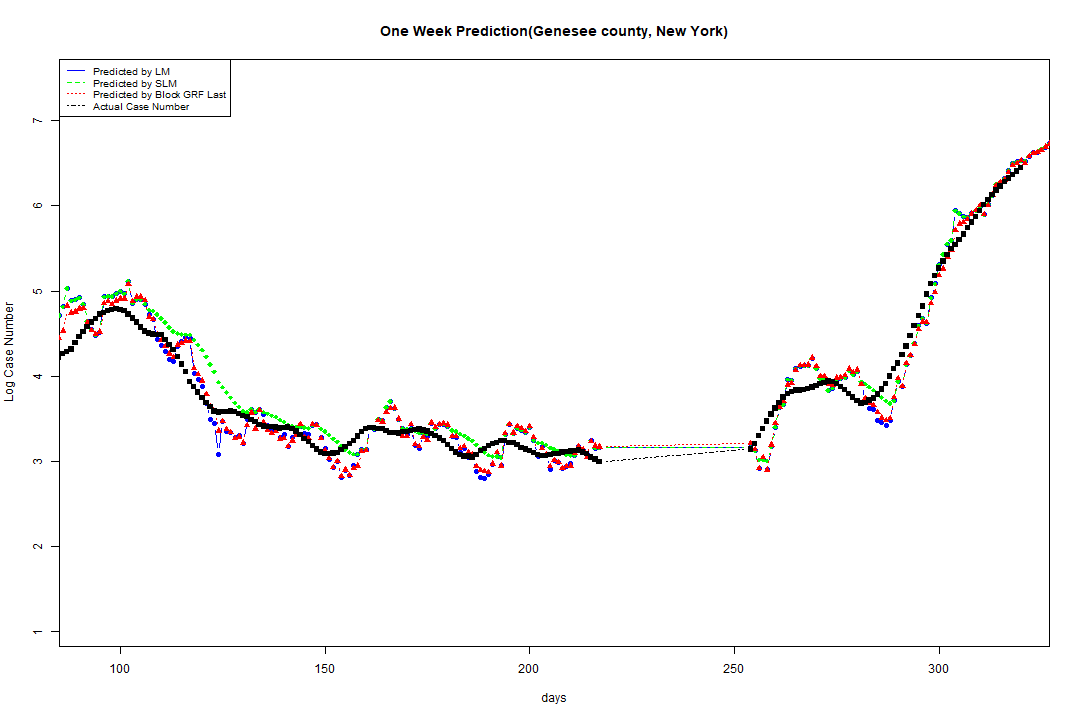 One Week Prediction(Genesee county, New York)
Predicted by LM
Predicted by SLM
Predicted by Block GRF Last
Actual Case Number
Log Case Number
7
6
5
4
3
2
1
100 150 200 250 300
days